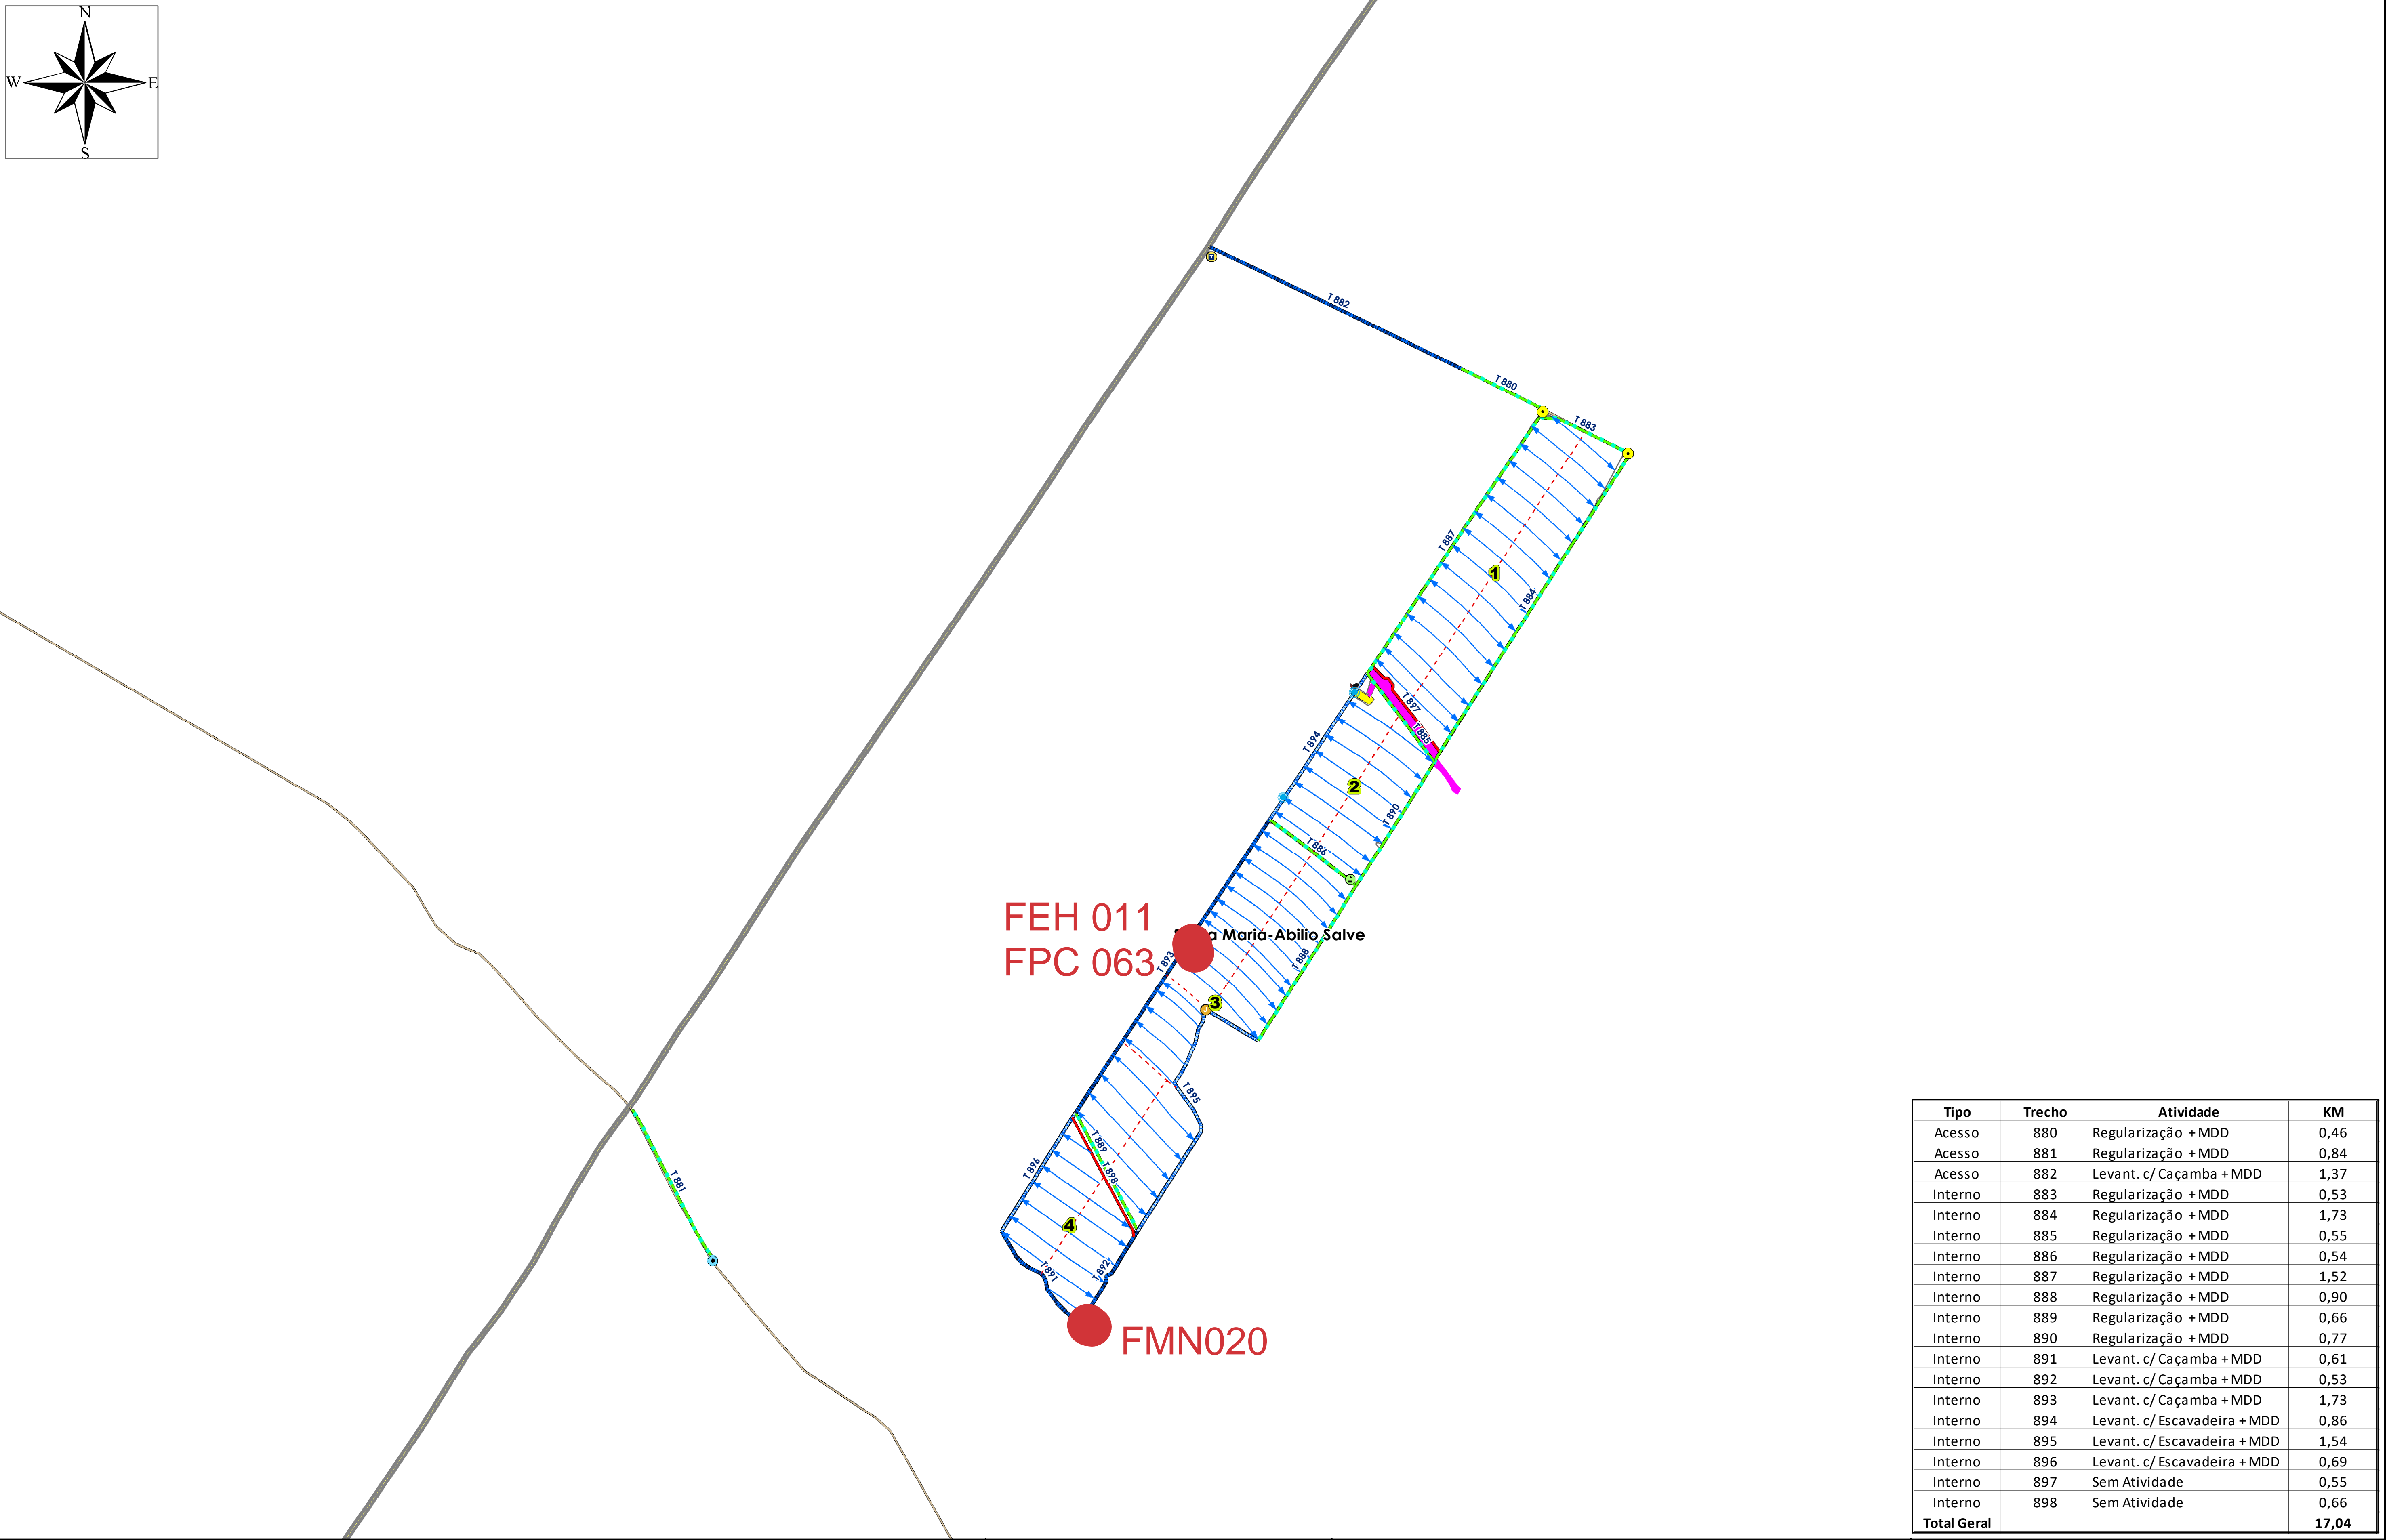 N
W E
S
T 882
T 880
T 883
T 887
1
T 884
T 897
T 885
T 894
2
T 890
T 886
FEH 011
a Maria-Abilio Salve
FPC 063
T 893
T 888
3
T 895
T 889
T 898
T 896
T 881
4
T 891
T 892
FMN020
Tipo Trecho Atividade KM
Acesso 880 Regularização + MDD 0,46
Acesso 881 Regularização + MDD 0,84
Acesso 882 Levant. c/ Caçamba + MDD 1,37
Interno 883 Regularização + MDD 0,53
Interno 884 Regularização + MDD 1,73
Interno 885 Regularização + MDD 0,55
Interno 886 Regularização + MDD 0,54
Interno 887 Regularização + MDD 1,52
Interno 888 Regularização + MDD 0,90
Interno 889 Regularização + MDD 0,66
Interno 890 Regularização + MDD 0,77
Interno 891 Levant. c/ Caçamba + MDD 0,61
Interno 892 Levant. c/ Caçamba + MDD 0,53
Interno 893 Levant. c/ Caçamba + MDD 1,73
Interno 894 Levant. c/ Escavadeira + MDD 0,86
Interno 895 Levant. c/ Escavadeira + MDD 1,54
Interno 896 Levant. c/ Escavadeira + MDD 0,69
Interno 897 Sem Atividade 0,55
Interno 898 Sem Atividade 0,66
Total Geral 17,04